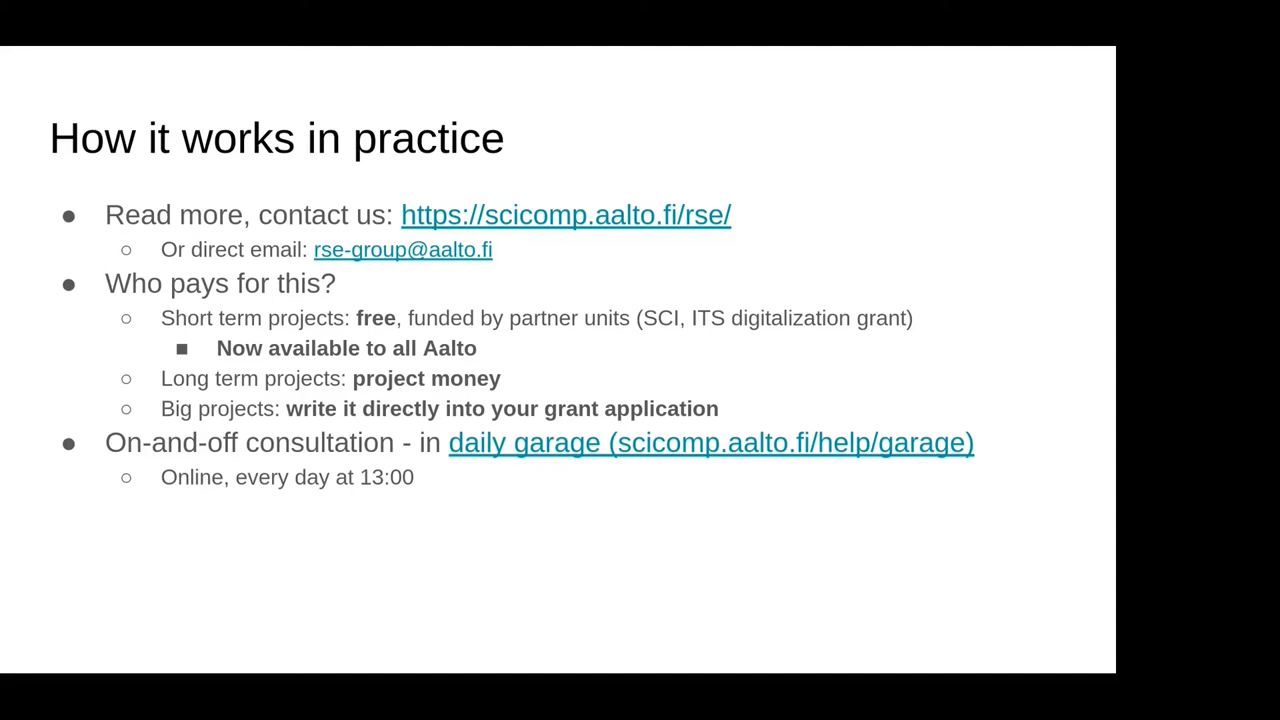 How it works in practice
● Read more, contact us: https://scicomp.aalto.fi/rse/
○ Or direct email: rse-group@aalto.fi
● Who pays for this?
○ Short term projects: free, funded by partner units (SCI, ITS digitalization grant)
■ Now available to all Aalto
○ Long term projects: project money
○ Big projects: write it directly into your grant application
● On-and-off consultation - in daily garage (scicomp.aalto.fi/help/garage)
○ Online, every day at 13:00